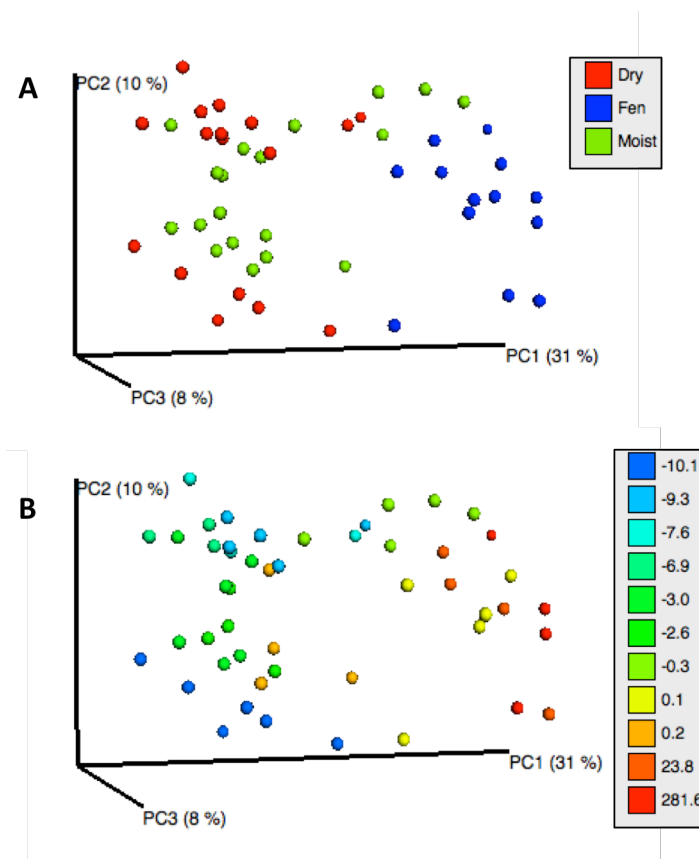 A
PC2 (10 %)
Dry
Fen
Moist
PC1 (31 %)
PC3 (8 %)
B
PC2 (10 %)
-10.1
-9.3
-7.6
-6.9
-3.0
-2.6
-0.3
0.1
0.2
23.8
281.6
PC1 (31 %)
PC3 (8 %)